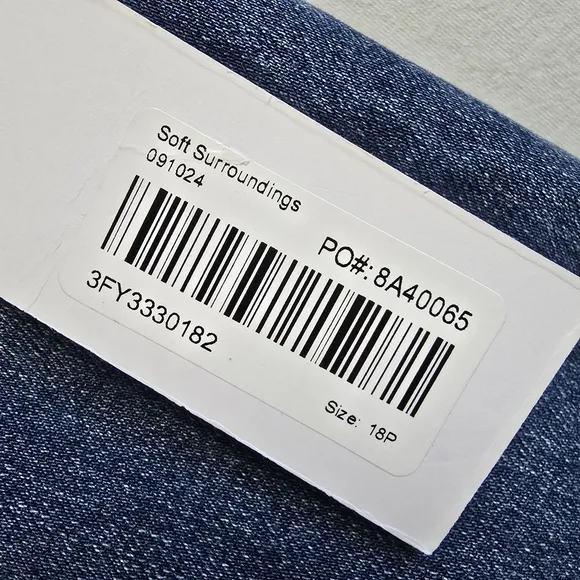 Soft Surroundings
091024
PO#: 8A40065
3FY3330182
Size: 18P